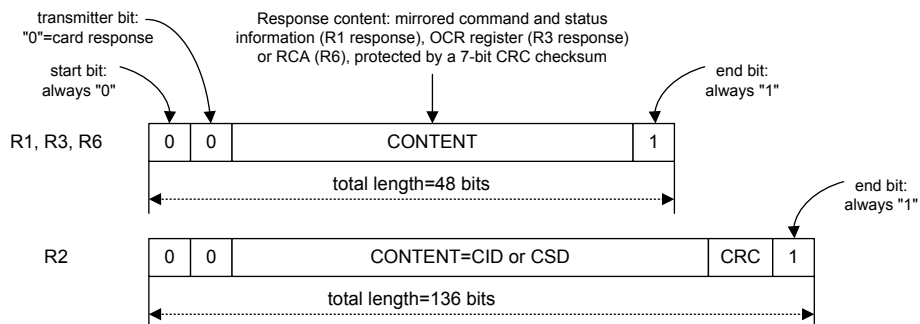 transmitter bit:
"0"=card response
Response content: mirrored command and status
information (R1 response), OCR register (R3 response)
or RCA (R6), protected by a 7-bit CRC checksum
start bit:
always "0"
end bit:
always "1"
R1, R3, R6
0 0 CONTENT 1
total length=48 bits
end bit:
always "1"
R2
0 0 CONTENT=CID or CSD CRC 1
total length=136 bits